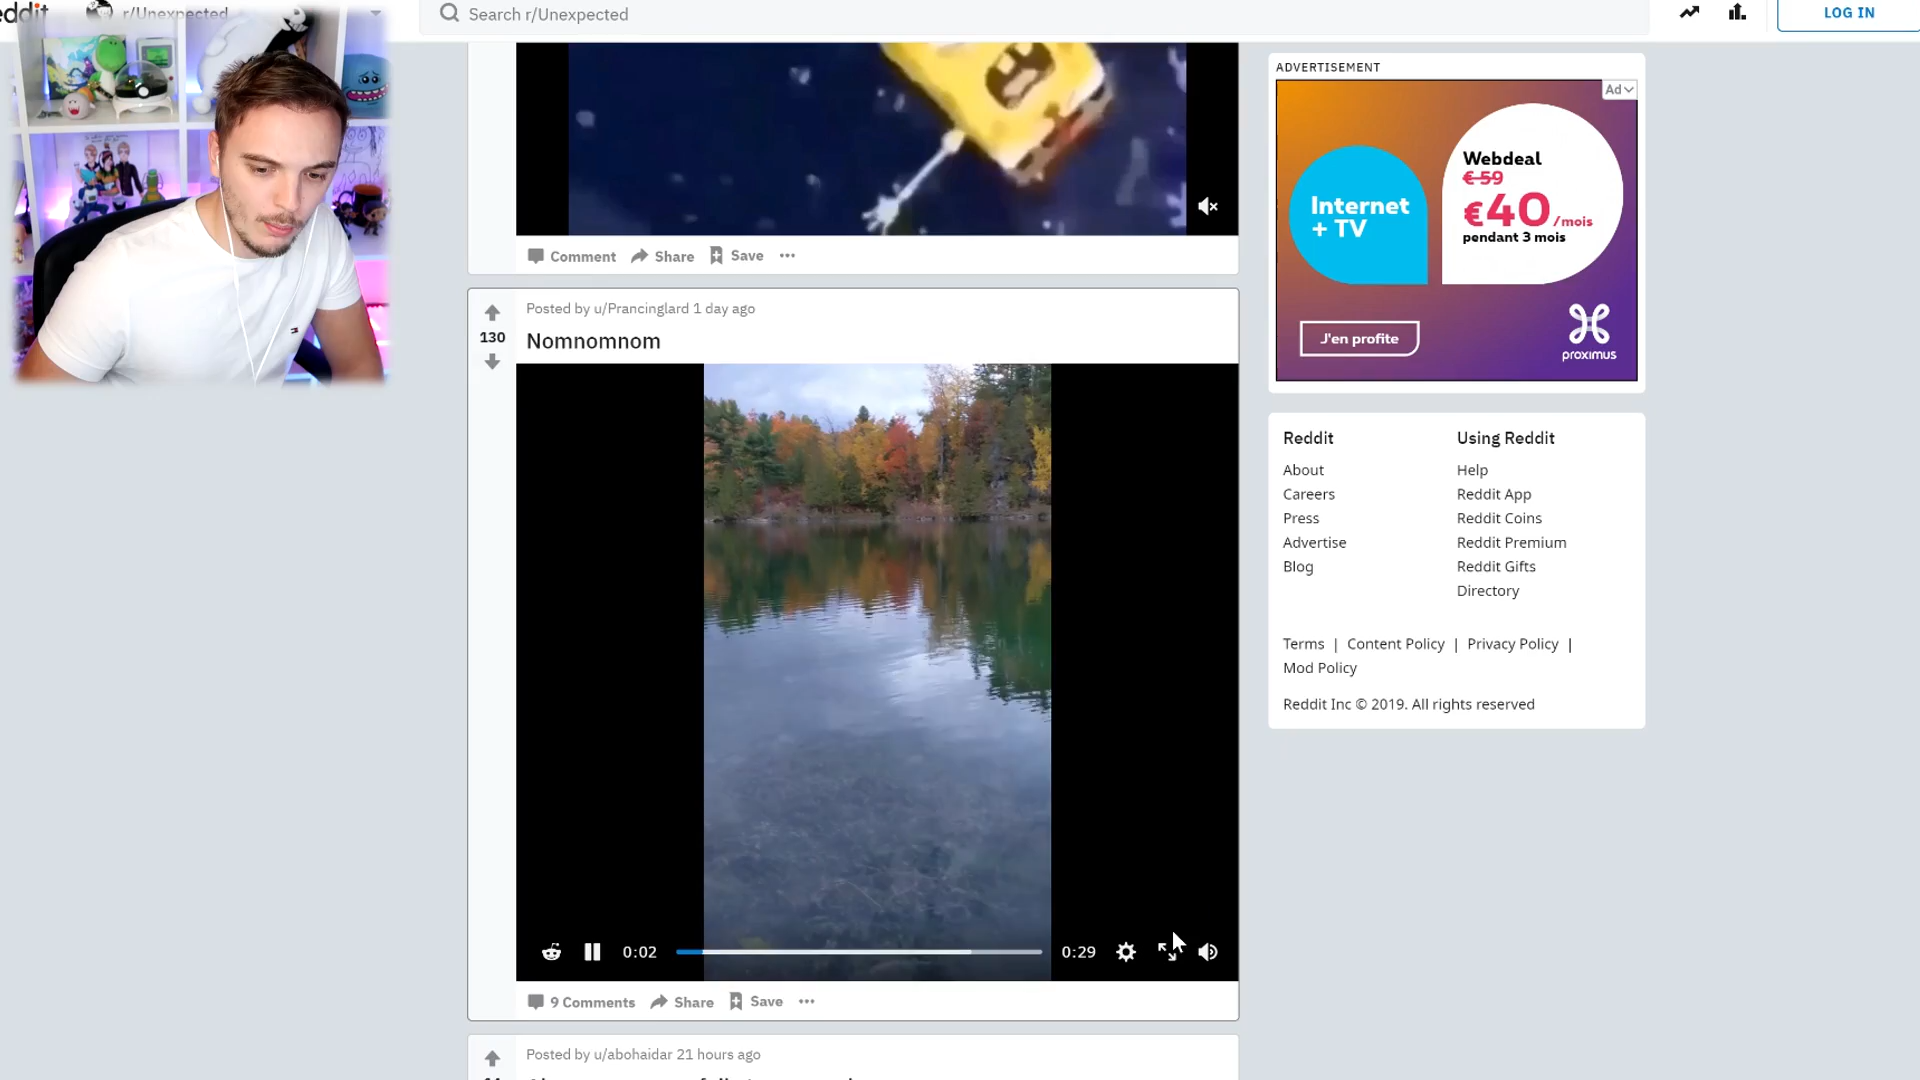 eddit
r/Unexpected
Search r/Unexpected
LOG IN
Comment
Share
Save
Posted by u/Prancinglard 1 day ago
130
Nomnomnom
0:02
0:29
9 Comments
Share
Save
Posted by u/abohaidar 21 hours ago
ADVERTISEMENT
Ad
Internet
+ TV
Webdeal
€ 59
€40/mois
pendant 3 mois
J'en profite
proximus
Reddit
About
Careers
Press
Advertise
Blog
Using Reddit
Help
Reddit App
Reddit Coins
Reddit Premium
Reddit Gifts
Directory
Terms | Content Policy | Privacy Policy |
Mod Policy
Reddit Inc © 2019. All rights reserved